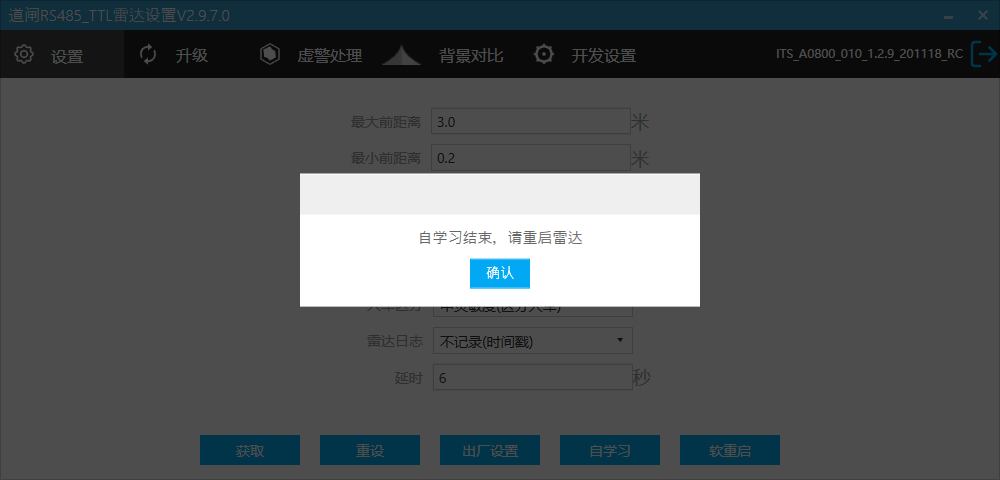 道闸RS485_TTL雷达设置V2.9.7.0
设置 升级 虚警处理 背景对比 开发设置 ITS_A0800_010_1.2.9_201118_RC
最大前距离 3.0 米
最小前距离 0.2 米
自学习结束，请重启雷达
确认
雷达日志 不记录(时间戳)
延时 6 秒
获取 重设 出厂设置 自学习 软重启